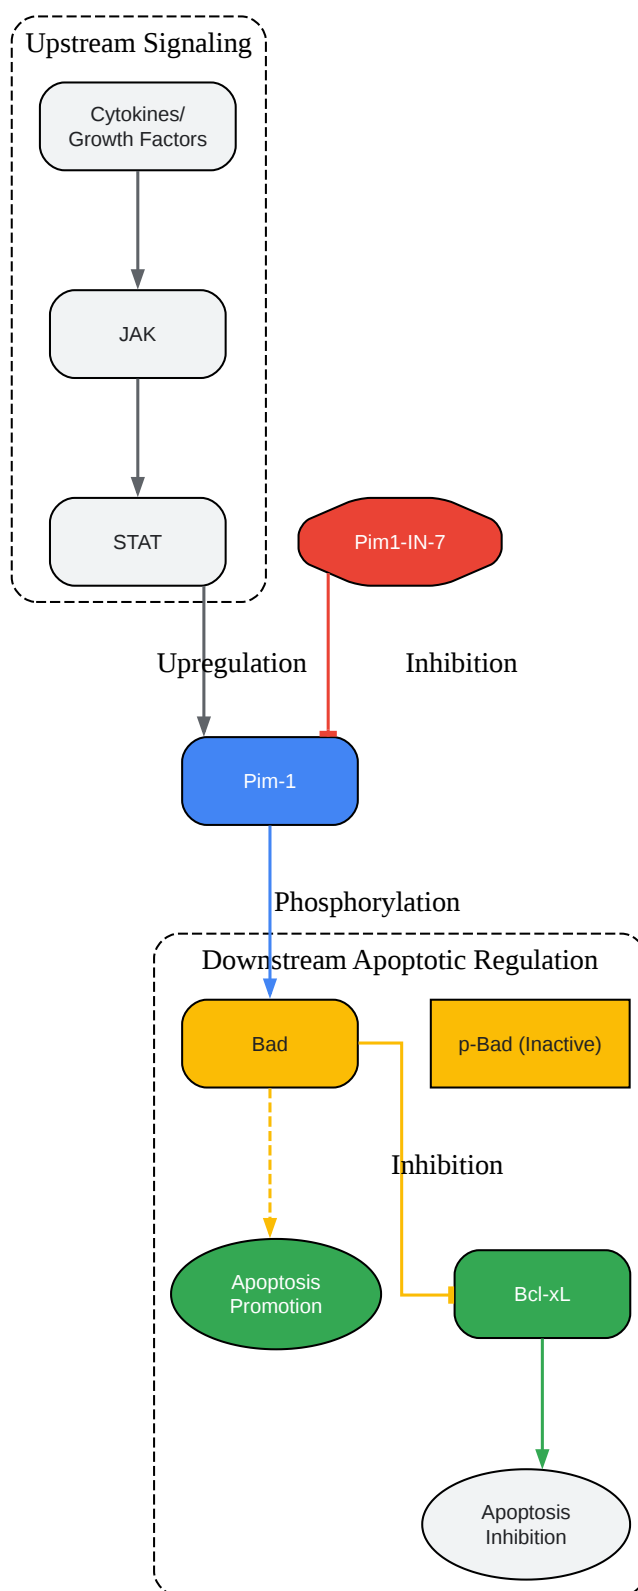 Upstream Signaling
Cytokines/
Growth Factors
JAK
STAT
Pim1-IN-7
Upregulation
Inhibition
Pim-1
Phosphorylation
Downstream Apoptotic Regulation
Bad
p-Bad (Inactive)
Inhibition
Apoptosis
Promotion
Bcl-xL
Apoptosis
Inhibition